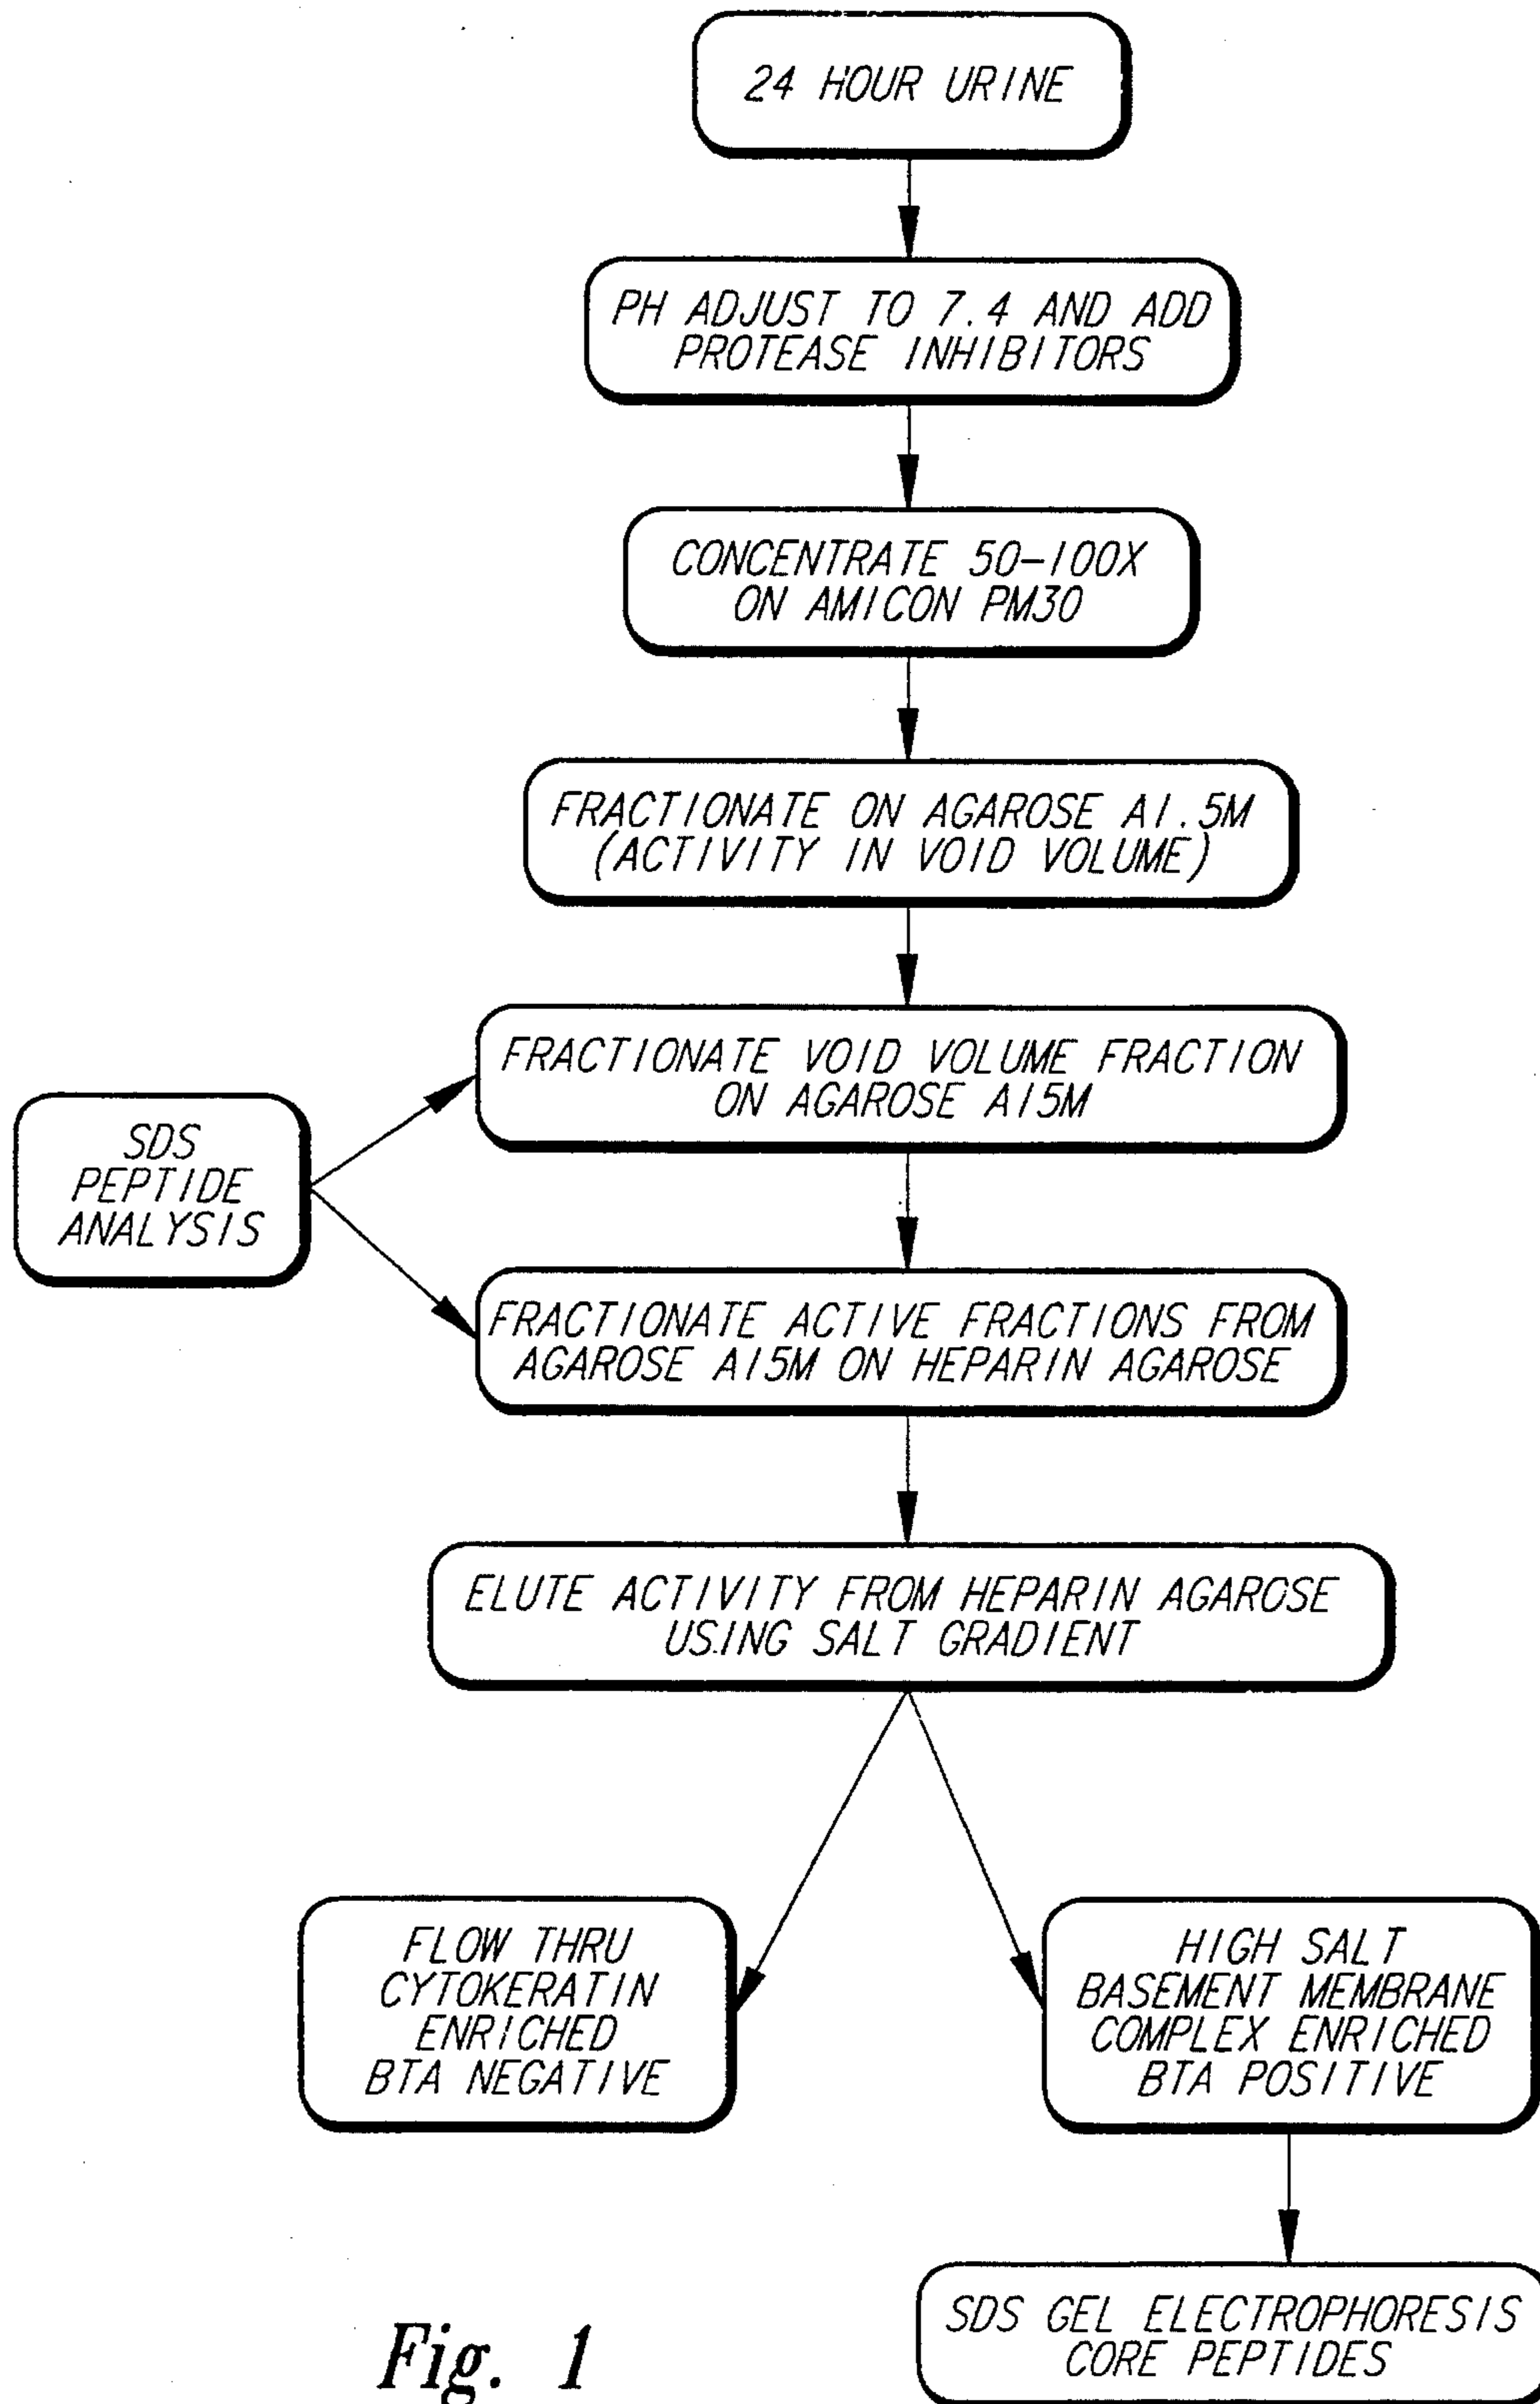 24 HOUR URINE
PH ADJUST TO 7.4 AND ADD
PROTEASE INHIBITORS
CONCENTRATE 50-100X
ON AMICON PM30
FRACTIONATE ON AGAROSE A1.5M
(ACTIVITY IN VOID VOLUME)
FRACTIONATE VOID VOLUME FRACTION
ON AGAROSE A15M
SDS
PEPTIDE
ANALYSIS
FRACTIONATE ACTIVE FRACTIONS FROM
AGAROSE A15M ON HEPARIN AGAROSE
ELUTE ACTIVITY FROM HEPARIN AGAROSE
USING SALT GRADIENT
FLOW THRU
CYTOKERATIN
ENRICHED
BTA NEGATIVE
HIGH SALT
BASEMENT MEMBRANE
COMPLEX ENRICHED
BTA POSITIVE
SDS GEL ELECTROPHORESIS
CORE PEPTIDES
Fig. 1